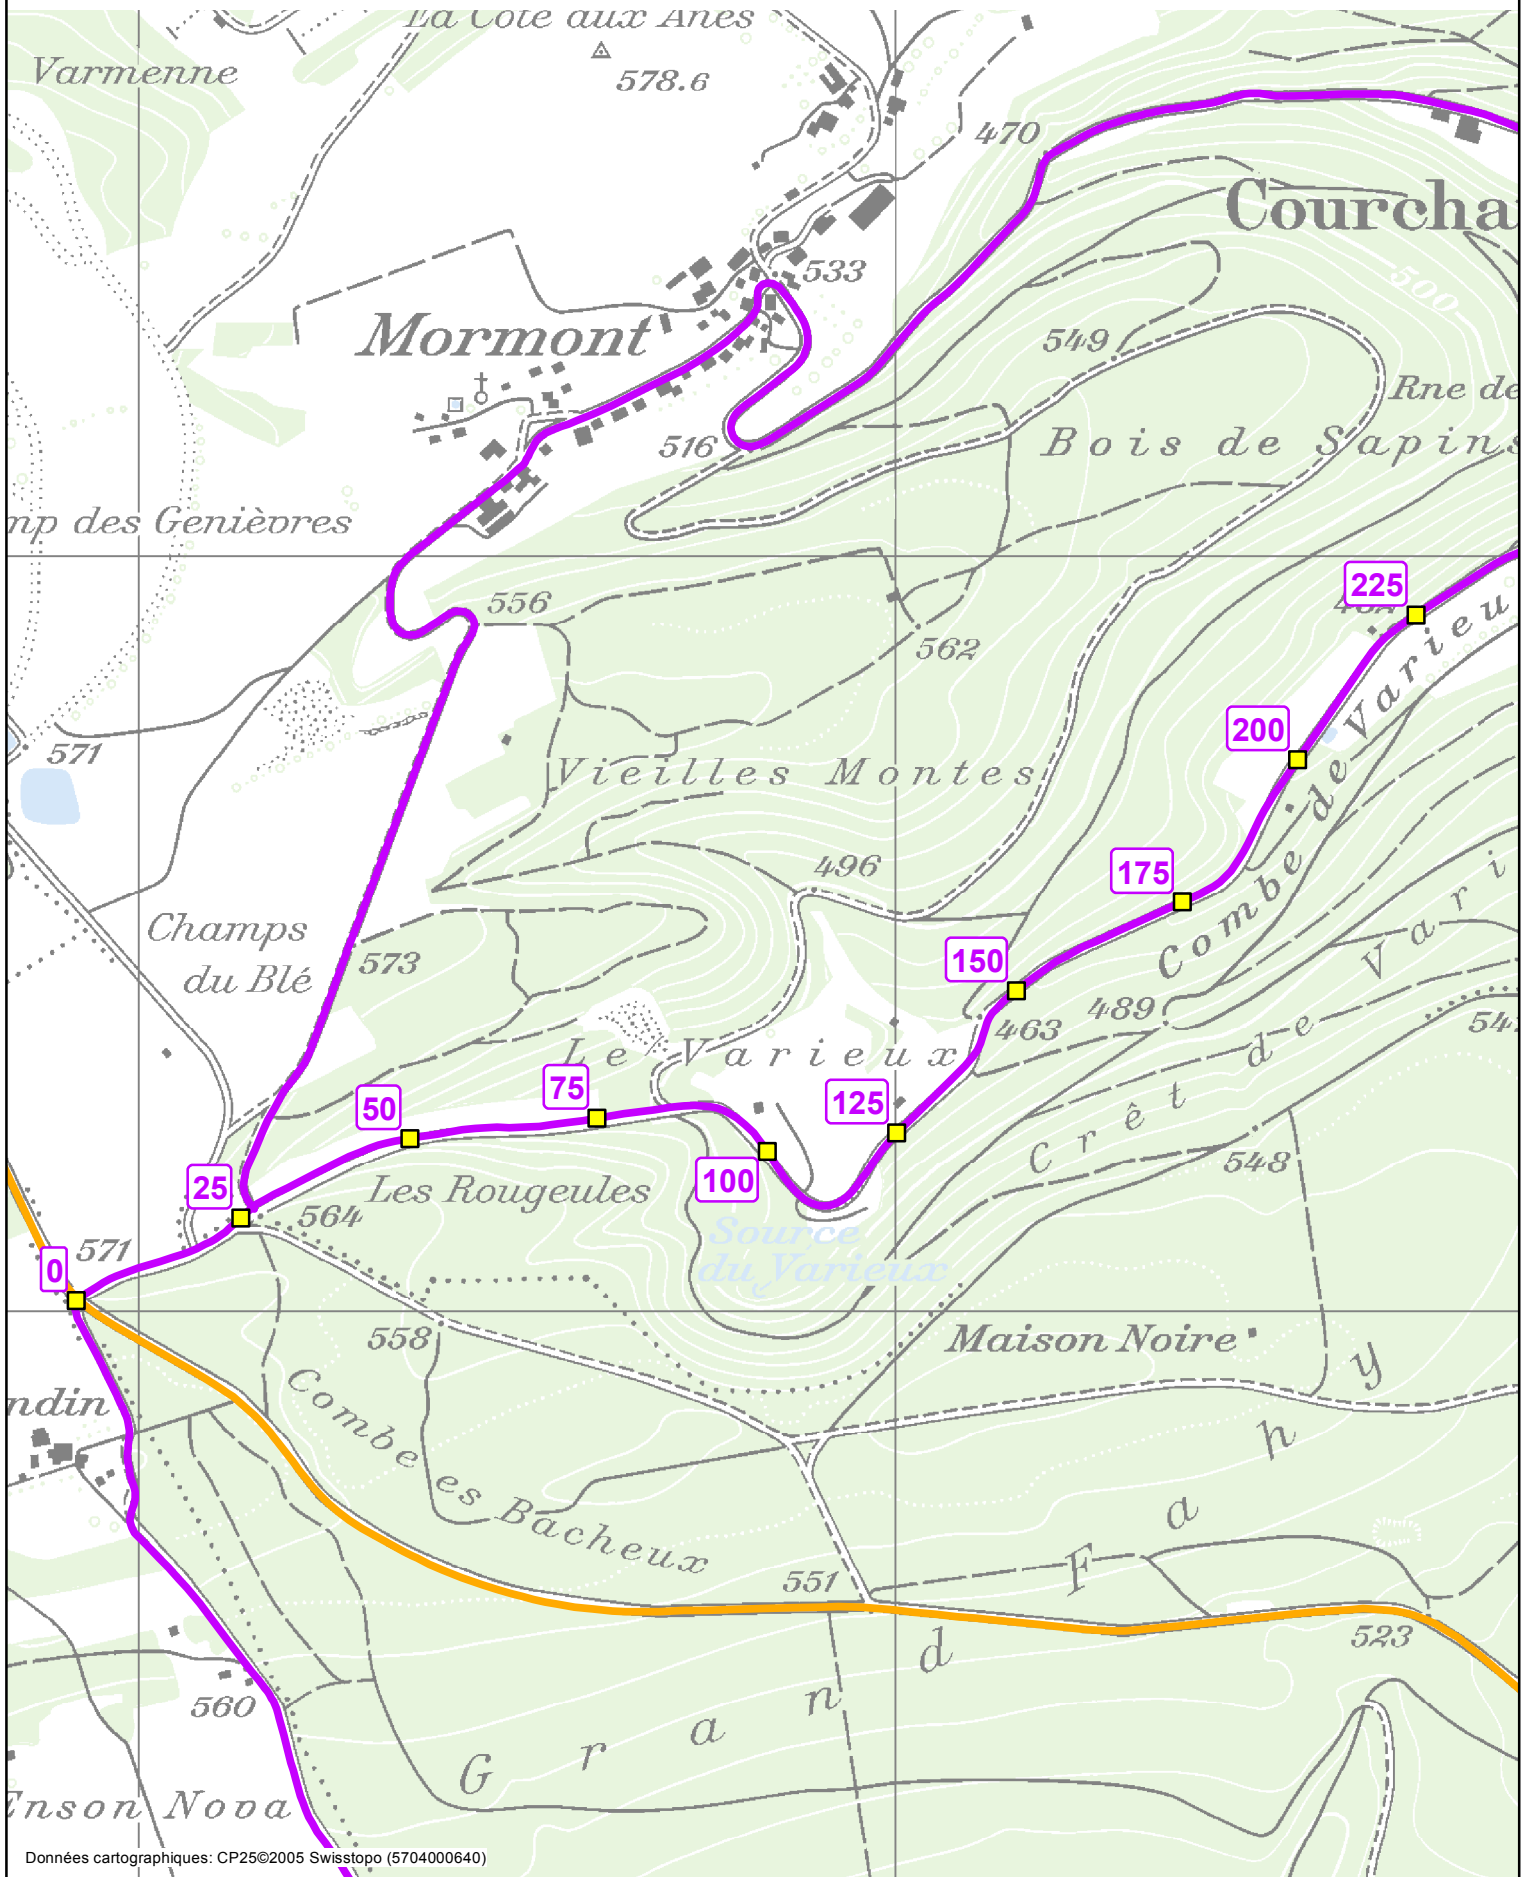 La Côte aux Anes
Varmenne
578.6
470
Courcha
533
500
Mormont
549
Rne de
516
Bois de Sapins
mp des Genièvres
225
556
562
200
571
Vieilles Montes
Combe de Varieu
175
496
Champs
du Blé
573
150
463
489
Le Varieux
Crêt de Vari
75
50
125
548
25
100
Les Rougeules
564
Source
du Varieux
571
0
558
Maison Noire
ndin
Combe es Bacheux
551
523
Grand Fahy
560
Enson Nova
Données cartographiques: CP25©2005 Swisstopo (5704000640)